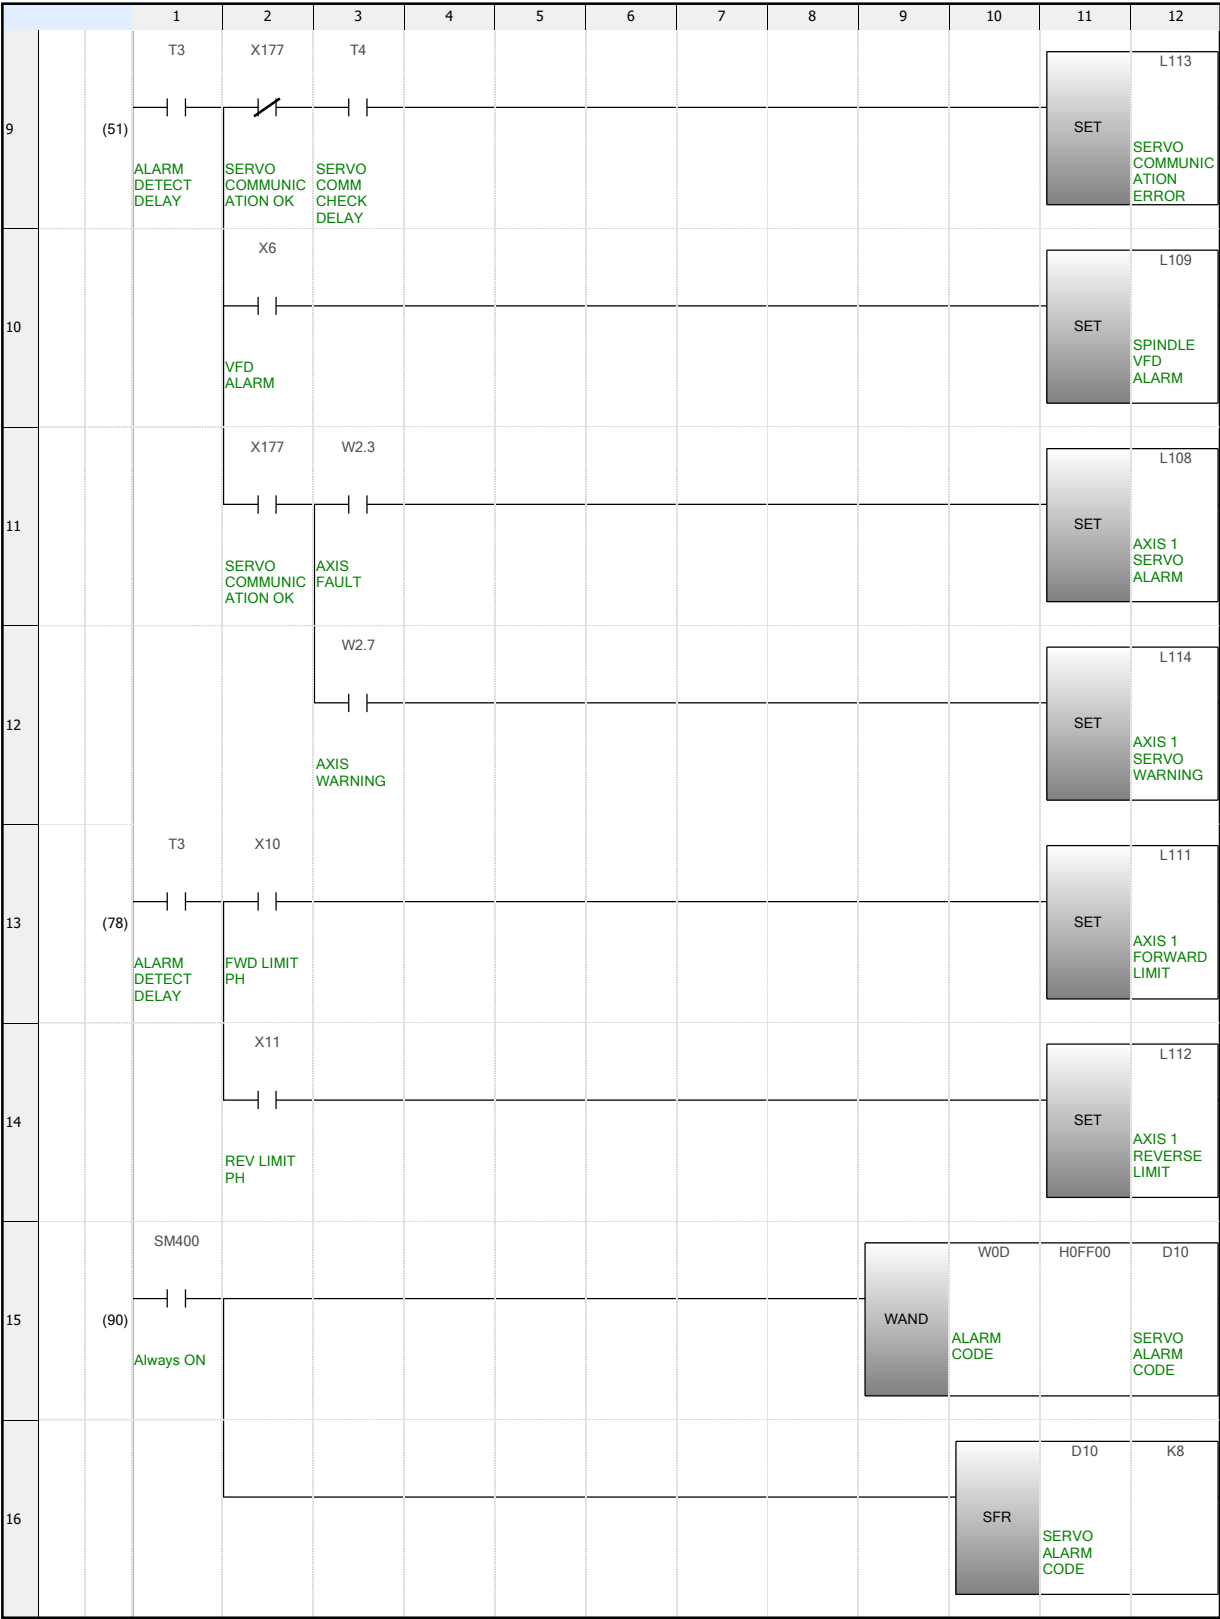 1 2 3 4 5 6 7 8 9 10 11 12
T3 X177 T4 L113
9 (51) SET
ALARM
DETECT
DELAY
SERVO
COMMUNIC
ATION OK
SERVO
COMM
CHECK
DELAY
SERVO
COMMUNIC
ATION
ERROR
X6 L109
10 SET
VFD
ALARM
SPINDLE
VFD
ALARM
X177 W2.3 L108
11 SET
SERVO
COMMUNIC
ATION OK
AXIS
FAULT
AXIS 1
SERVO
ALARM
W2.7 L114
12 SET
AXIS
WARNING
AXIS 1
SERVO
WARNING
T3 X10 L111
13 (78) SET
ALARM
DETECT
DELAY
FWD LIMIT
PH
AXIS 1
FORWARD
LIMIT
X11 L112
14 SET
REV LIMIT
PH
AXIS 1
REVERSE
LIMIT
SM400 W0D H0FF00 D10
15 (90) WAND
Always ON
ALARM
CODE
SERVO
ALARM
CODE
D10 K8
16 SFR
SERVO
ALARM
CODE